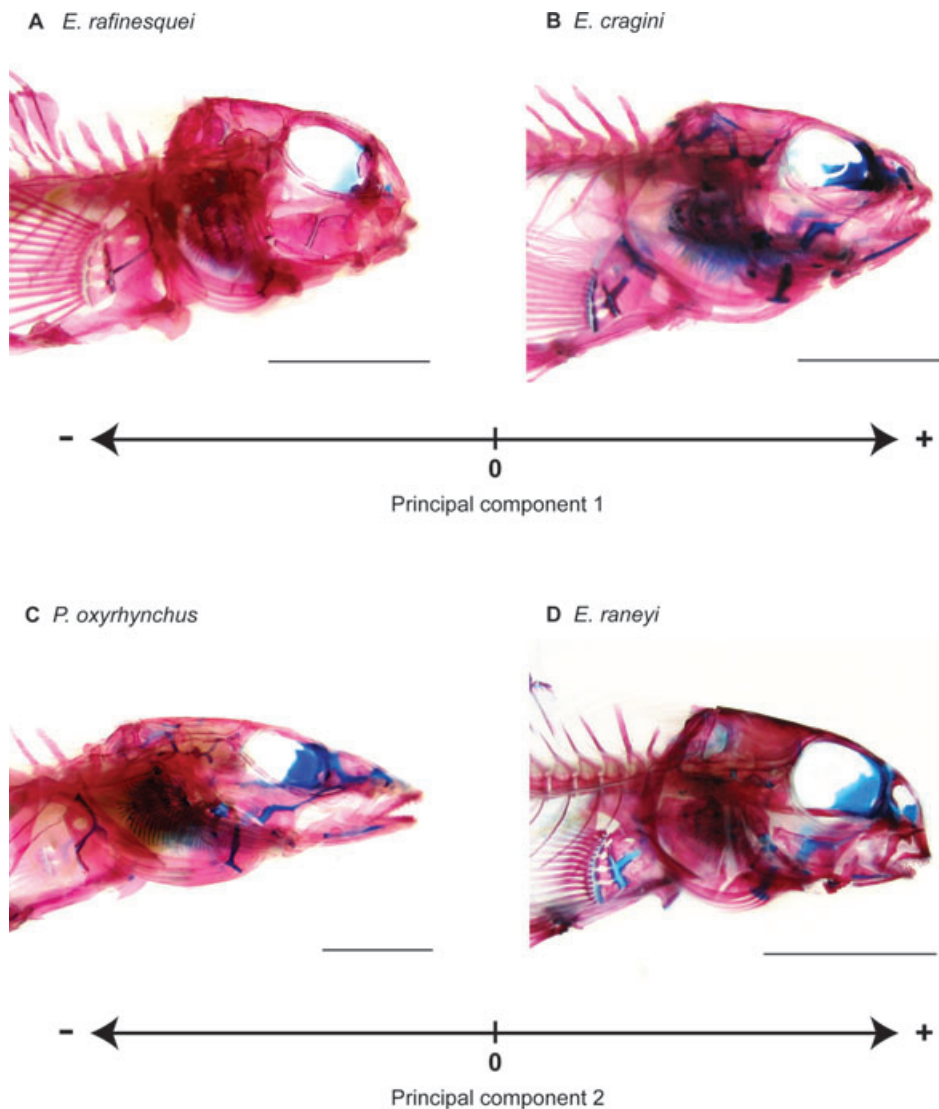 A E. rafinesquei
B E. cragini
- 0 +
Principal component 1
C P. oxyrhynchus
D E. raneyi
- 0 +
Principal component 2